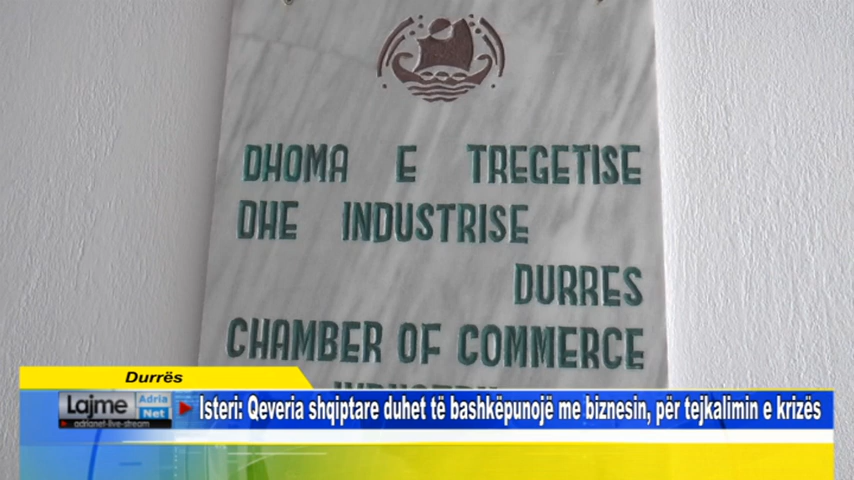 DHOMA E TREGETISE
DHE INDUSTRISE
DURRES
CHAMBER OF COMMERCE
INDUSTRY
Durrës
Lajme
Adria
Net
adrianet-live-stream
Isteri: Qeveria shqiptare duhet të bashkëpunojë me biznesin, për tejkalimin e krizës